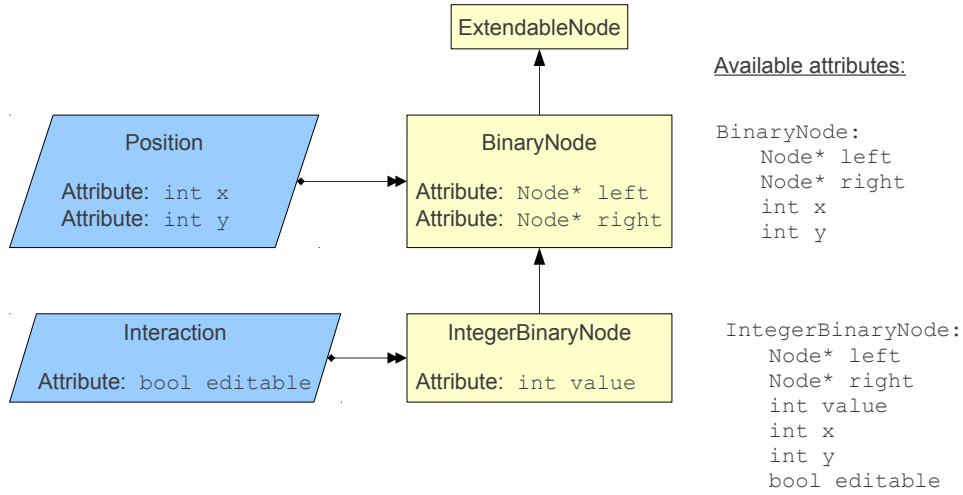 ExtendableNode
Available attributes:
Position
Attribute: int x
Attribute: int y
BinaryNode
Attribute: Node* left
Attribute: Node* right
BinaryNode:
Node* left
Node* right
int x
int y
Interaction
Attribute: bool editable
IntegerBinaryNode
Attribute: int value
IntegerBinaryNode:
Node* left
Node* right
int value
int x
int y
bool editable